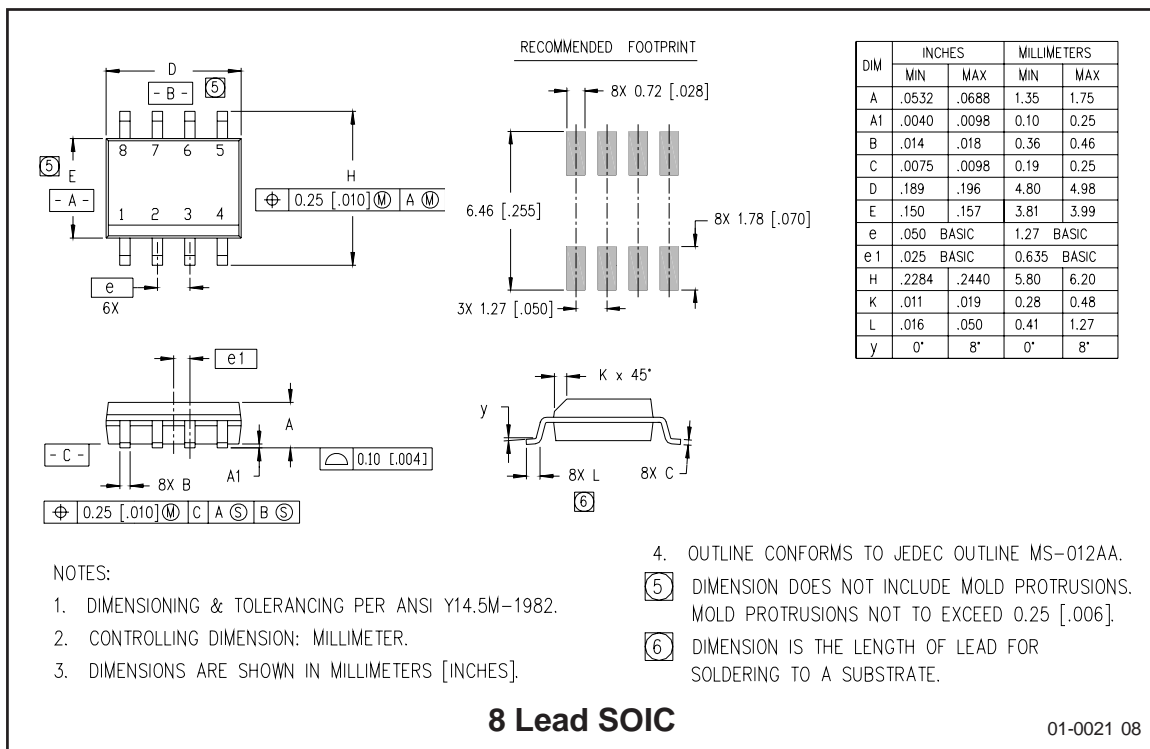 RECOMMENDED FOOTPRINT
D
- B -
5
8X 0.72 [.028]
8 7 6 5
5
E
- A -
H
⌖ 0.25 [.010] Ⓜ A Ⓜ
1 2 3 4
e
6X
6.46 [.255]
8X 1.78 [.070]
3X 1.27 [.050]
DIM INCHES MILLIMETERS
MIN MAX MIN MAX
A .0532 .0688 1.35 1.75
A1 .0040 .0098 0.10 0.25
B .014 .018 0.36 0.46
C .0075 .0098 0.19 0.25
D .189 .196 4.80 4.98
E .150 .157 3.81 3.99
e .050 BASIC 1.27 BASIC
e1 .025 BASIC 0.635 BASIC
H .2284 .2440 5.80 6.20
K .011 .019 0.28 0.48
L .016 .050 0.41 1.27
y 0° 8° 0° 8°
e1
A
- C -
A1
8X B
⌓ 0.10 [.004]
⌖ 0.25 [.010] Ⓜ C A Ⓢ B Ⓢ
K x 45°
y
8X L
6
8X C
NOTES:
1. DIMENSIONING & TOLERANCING PER ANSI Y14.5M-1982.
2. CONTROLLING DIMENSION: MILLIMETER.
3. DIMENSIONS ARE SHOWN IN MILLIMETERS [INCHES].
4. OUTLINE CONFORMS TO JEDEC OUTLINE MS-012AA.
5 DIMENSION DOES NOT INCLUDE MOLD PROTRUSIONS.
MOLD PROTRUSIONS NOT TO EXCEED 0.25 [.006].
6 DIMENSION IS THE LENGTH OF LEAD FOR
SOLDERING TO A SUBSTRATE.
8 Lead SOIC
01-0021 08